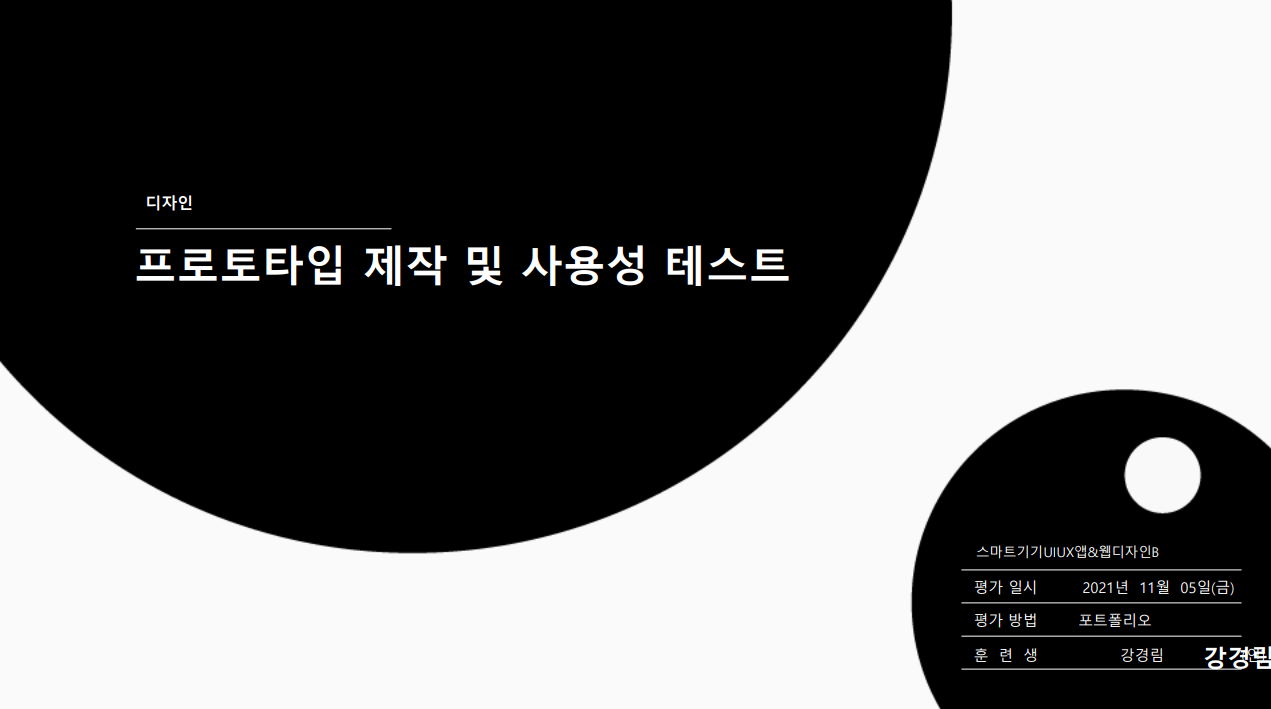 디자인
프로토타입 제작 및 사용성 테스트
스마트기기UIUX앱&웹디자인B
평가 일시 2021년 11월 05일(금)
평가 방법 포트폴리오
훈 련 생 강경림 강경림